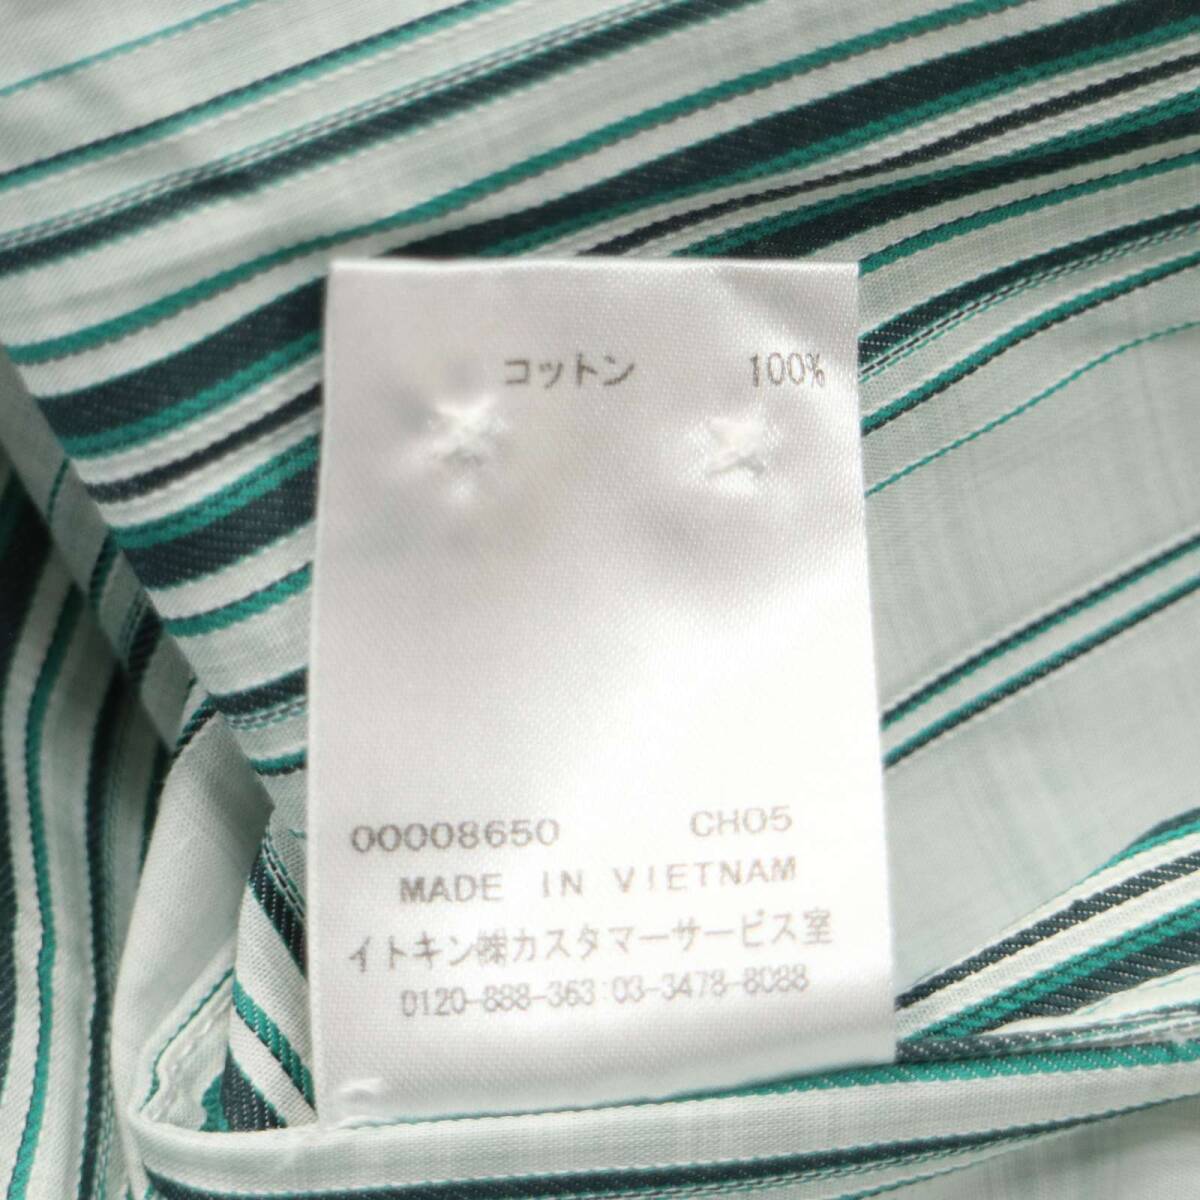 コットン 100%
00008650 CH05
MADE IN VIETNAM
イトキン㈱カスタマーサービス室
0120-888-363:03-3478-8088